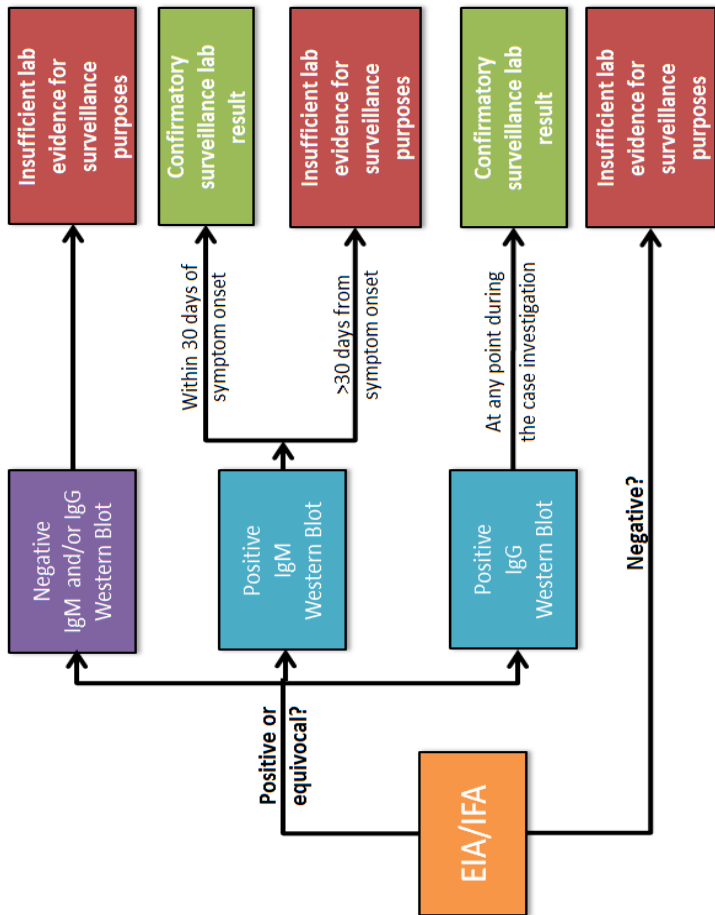 EIA/IFA
Positive or
equivocal?
Negative?
Negative
IgM and/or IgG
Western Blot
Positive
IgM
Western Blot
Positive
IgG
Western Blot
Within 30 days of
symptom onset
>30 days from
symptom onset
At any point during
the case investigation
Insufficient lab
evidence for
surveillance
purposes
Confirmatory
surveillance lab
result
Insufficient lab
evidence for
surveillance
purposes
Confirmatory
surveillance lab
result
Insufficient lab
evidence for
surveillance
purposes